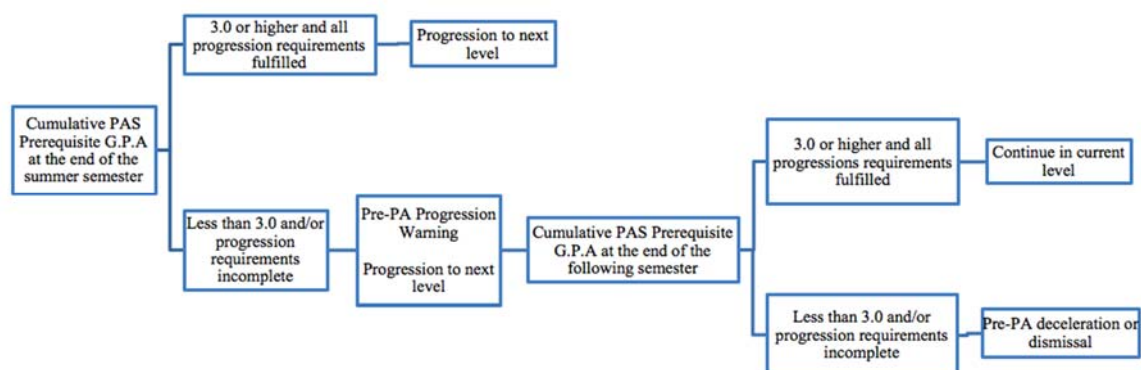 3.0 or higher and all
progression requirements
fulfilled
Progression to next
level
Cumulative PAS
Prerequisite G.P.A
at the end of the
summer semester
Less than 3.0 and/or
progression
requirements
incomplete
Pre-PA Progression
Warning
Progression to next
level
Cumulative PAS Prerequisite
G.P.A at the end of the
following semester
3.0 or higher and all
progressions requirements
fulfilled
Continue in current
level
Less than 3.0 and/or
progression requirements
incomplete
Pre-PA deceleration or
dismissal